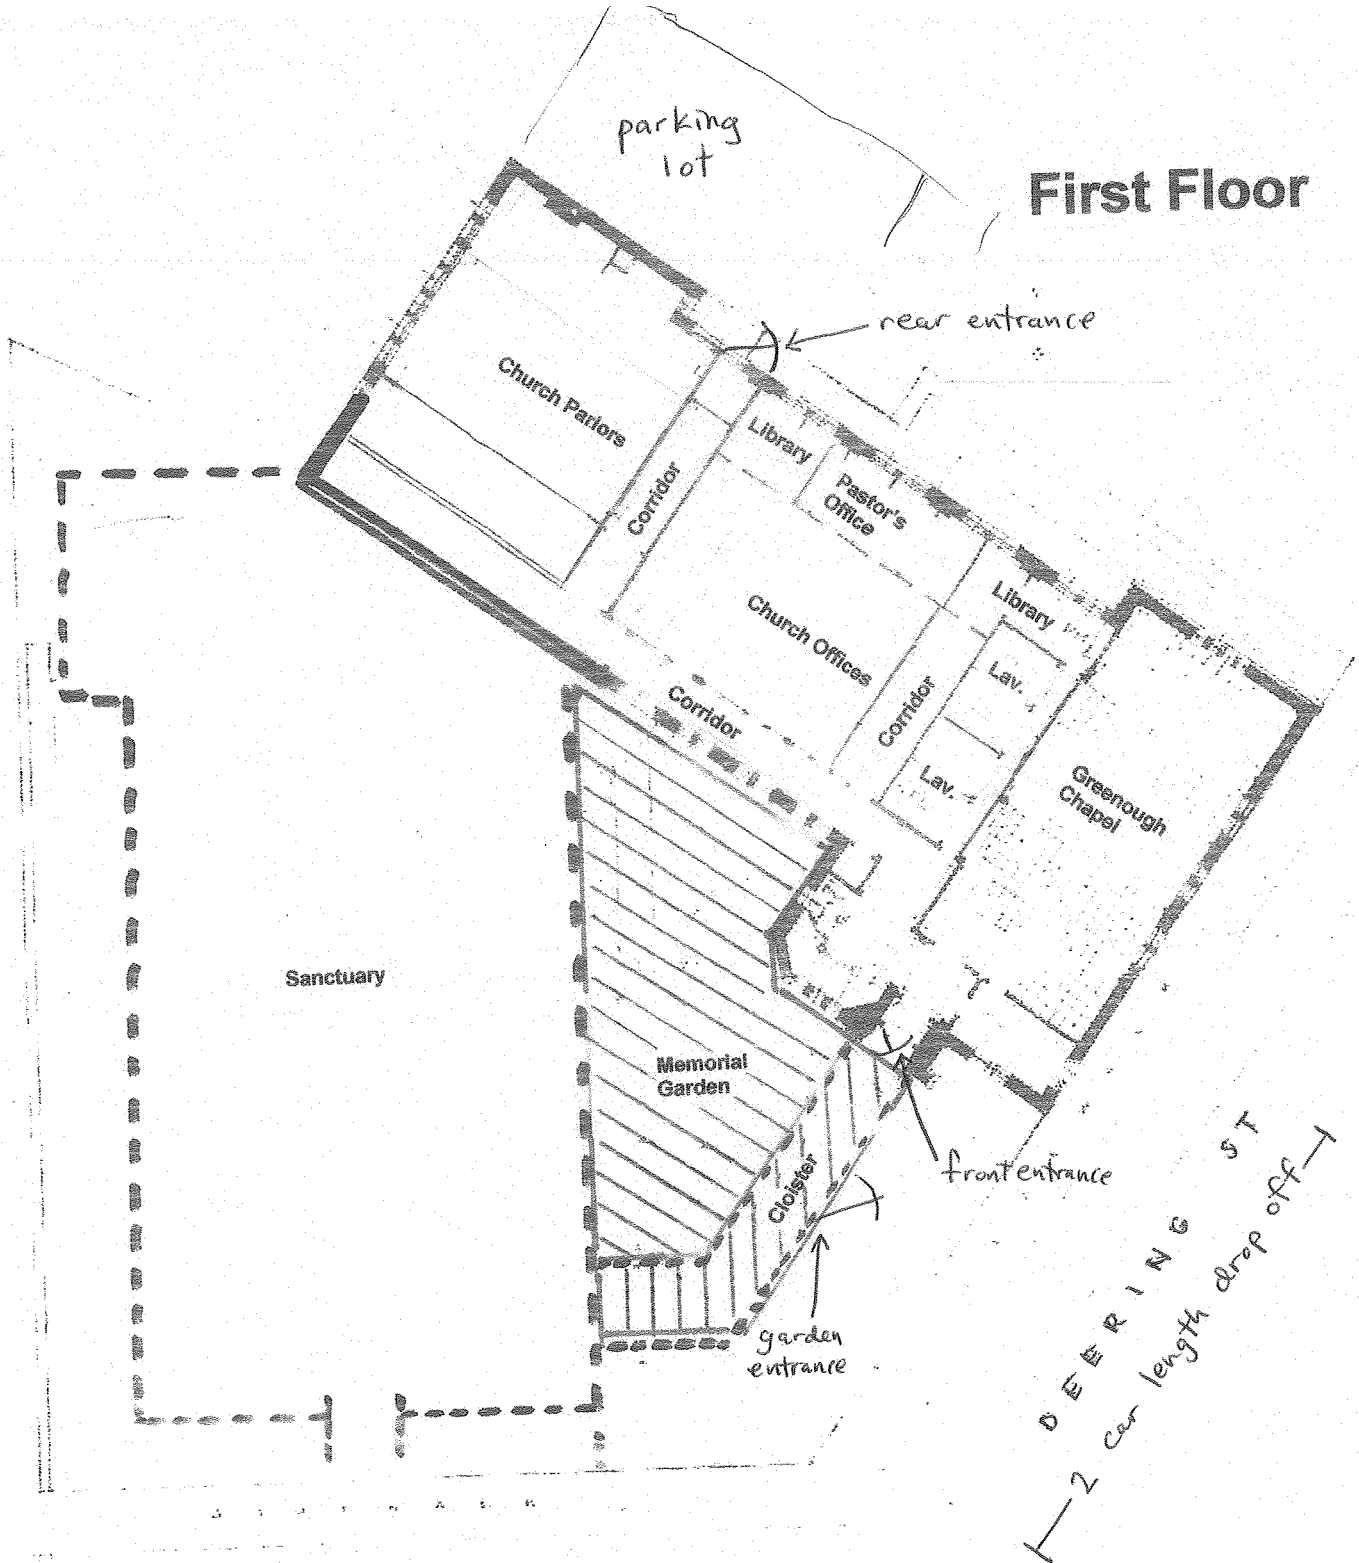 parking
lot
First Floor
rear entrance
Church Parlors
Library
Corridor
Pastor's
Office
Library
Church Offices
Lav.
Corridor
Corridor
Lav.
Greenough
Chapel
Sanctuary
Memorial
Garden
Cloister
front entrance
garden
entrance
DEERING ST
2 car length drop off